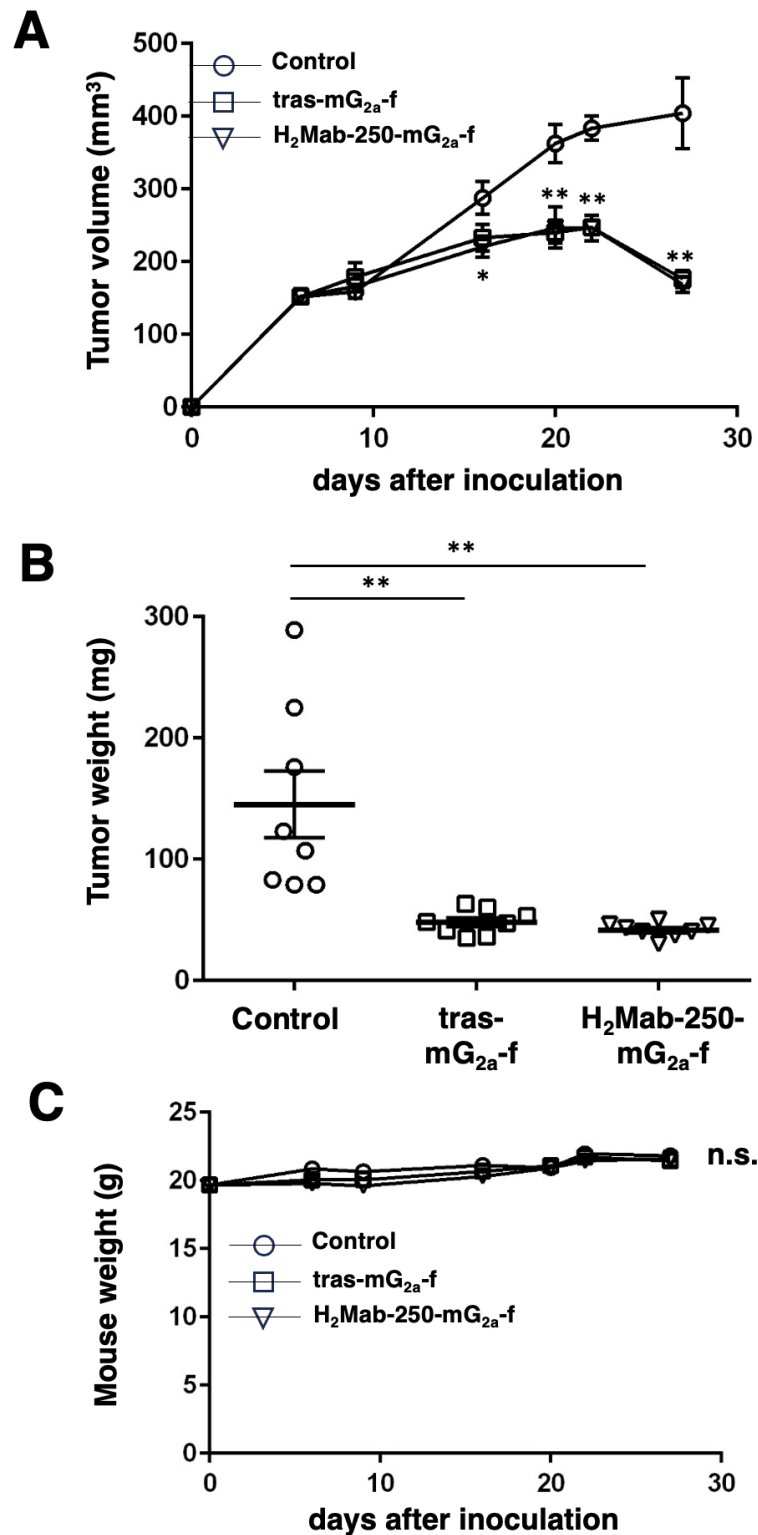 A
500
400
300
200
100
0
Tumor volume (mm³)
Control
tras-mG₂ₐ-f
H₂Mab-250-mG₂ₐ-f
*
** **
**
0 10 20 30
days after inoculation
B
**
**
300
200
100
0
Tumor weight (mg)
Control
tras-
mG₂ₐ-f
H₂Mab-250-
mG₂ₐ-f
C
25
20
15
10
5
0
Mouse weight (g)
n.s.
Control
tras-mG₂ₐ-f
H₂Mab-250-mG₂ₐ-f
0 10 20 30
days after inoculation